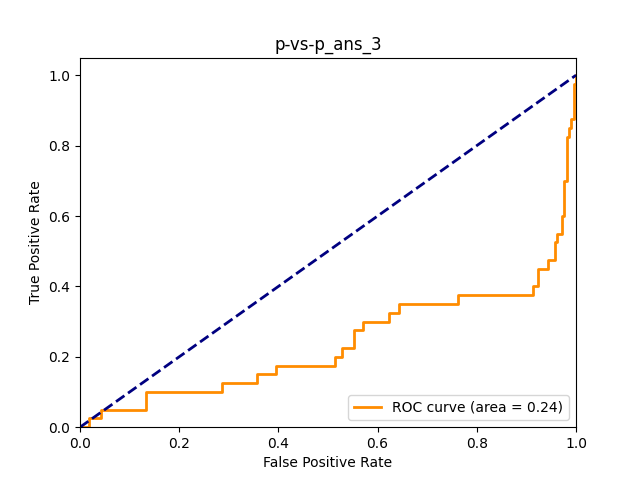 p-vs-p_ans_3
True Positive Rate
1.0
0.8
0.6
0.4
0.2
0.0
ROC curve (area = 0.24)
0.0 0.2 0.4 0.6 0.8 1.0
False Positive Rate